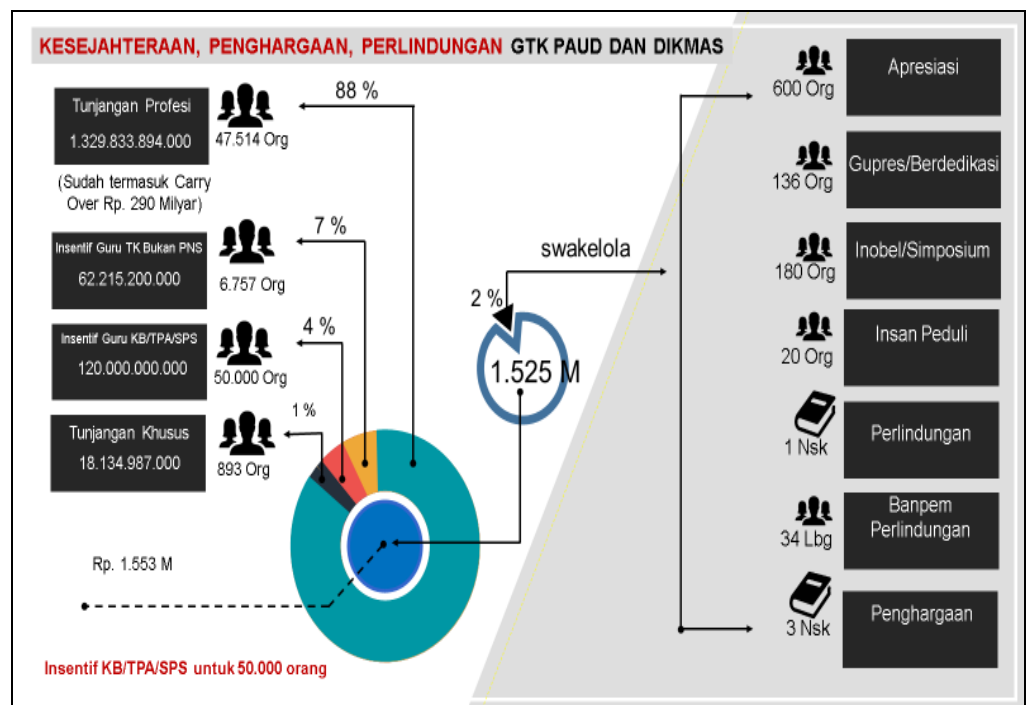 KESEJAHTERAAN, PENGHARGAAN, PERLINDUNGAN GTK PAUD DAN DIKMAS
Tunjangan Profesi
1.329.833.894.000
47.514 Org
88 %
(Sudah termasuk Carry
Over Rp. 290 Milyar)
Insentif Guru TK Bukan PNS
62.215.200.000
6.757 Org
7 %
Insentif Guru KB/TPA/SPS
120.000.000.000
50.000 Org
4 %
Tunjangan Khusus
18.134.987.000
893 Org
1 %
Rp. 1.553 M
Insentif KB/TPA/SPS untuk 50.000 orang
swakelola
2 %
1.525 M
600 Org
Apresiasi
136 Org
Gupres/Berdedikasi
180 Org
Inobel/Simposium
20 Org
Insan Peduli
1 Nsk
Perlindungan
34 Lbg
Banpem
Perlindungan
3 Nsk
Penghargaan